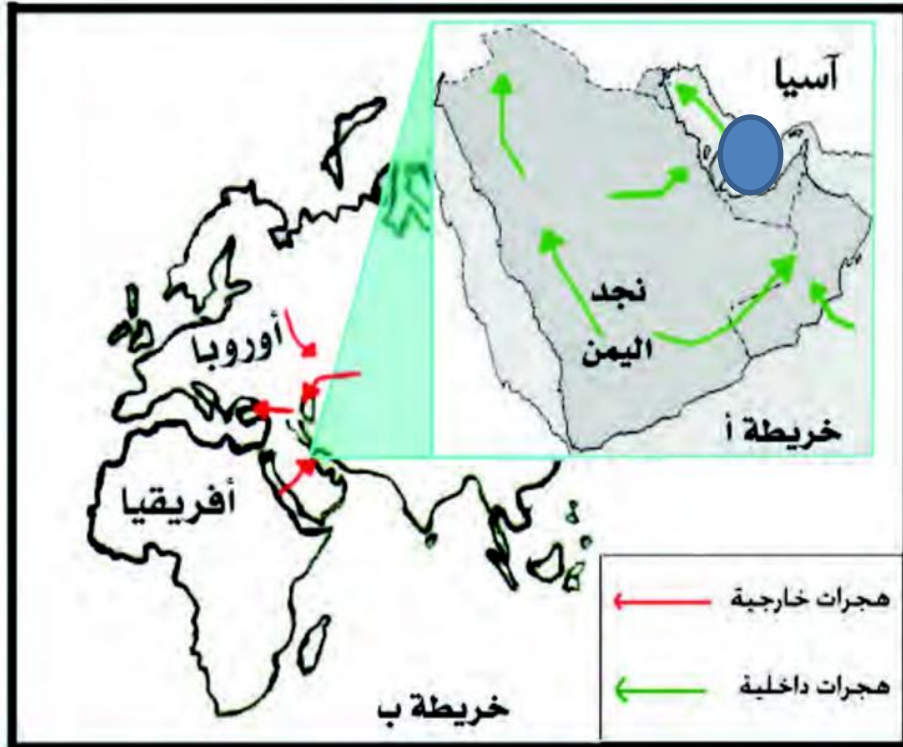 آسيا
نجد
اليمن
خريطة أ
أوروبا
أفريقيا
هجرات خارجية
هجرات داخلية
خريطة ب